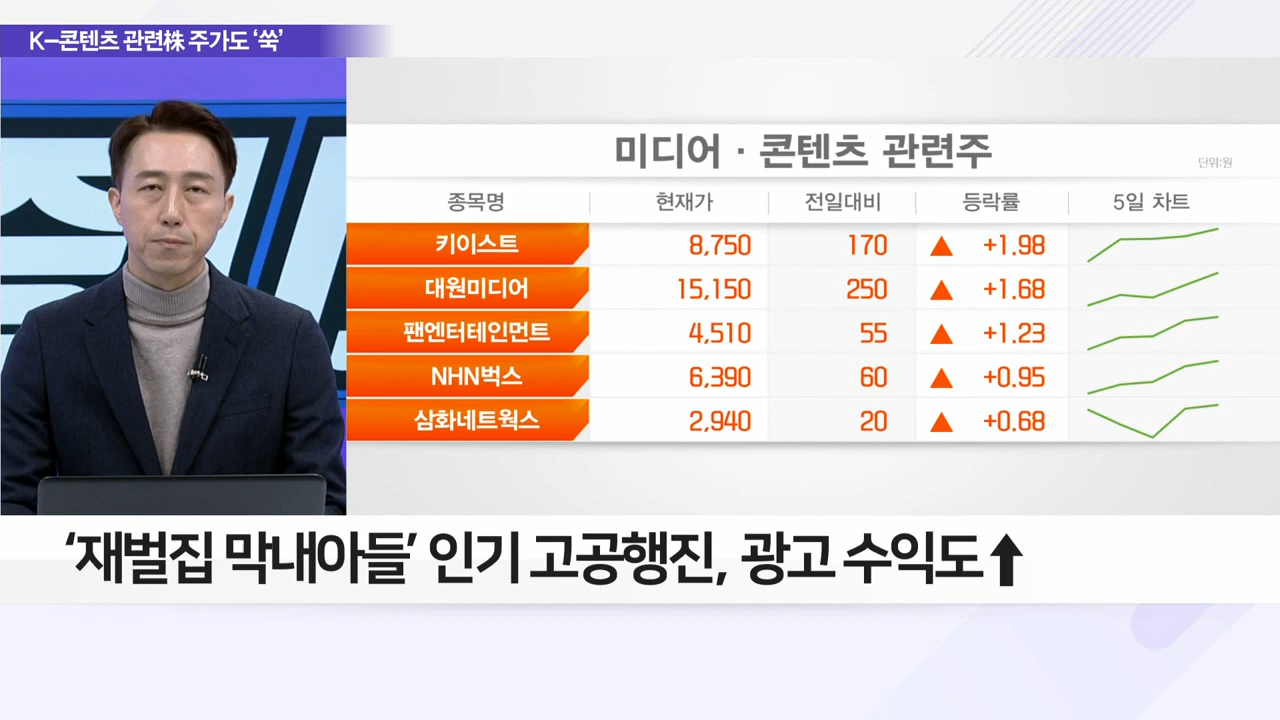 K-콘텐츠 관련株 주가도 '쑥'
미디어 · 콘텐츠 관련주
단위:원
종목명 현재가 전일대비 등락률 5일 차트
키이스트 8,750 170 ▲ +1.98
대원미디어 15,150 250 ▲ +1.68
팬엔터테인먼트 4,510 55 ▲ +1.23
NHN벅스 6,390 60 ▲ +0.95
삼화네트웍스 2,940 20 ▲ +0.68
'재벌집 막내아들' 인기 고공행진, 광고 수익도⬆